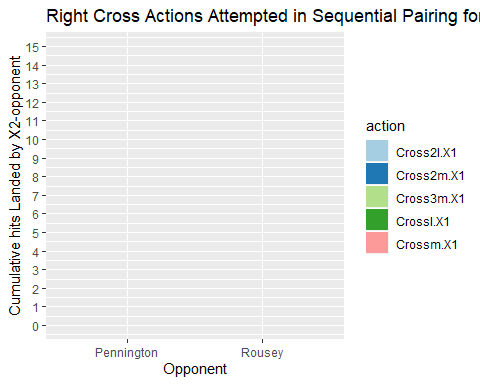 Right Cross Actions Attempted in Sequential Pairing for
Cumulative hits Landed by X2-opponent
15
14
13
12
11
10
9
8
7
6
5
4
3
2
1
0
Pennington
Rousey
Opponent
action
Cross2l.X1
Cross2m.X1
Cross3m.X1
Crossl.X1
Crossm.X1